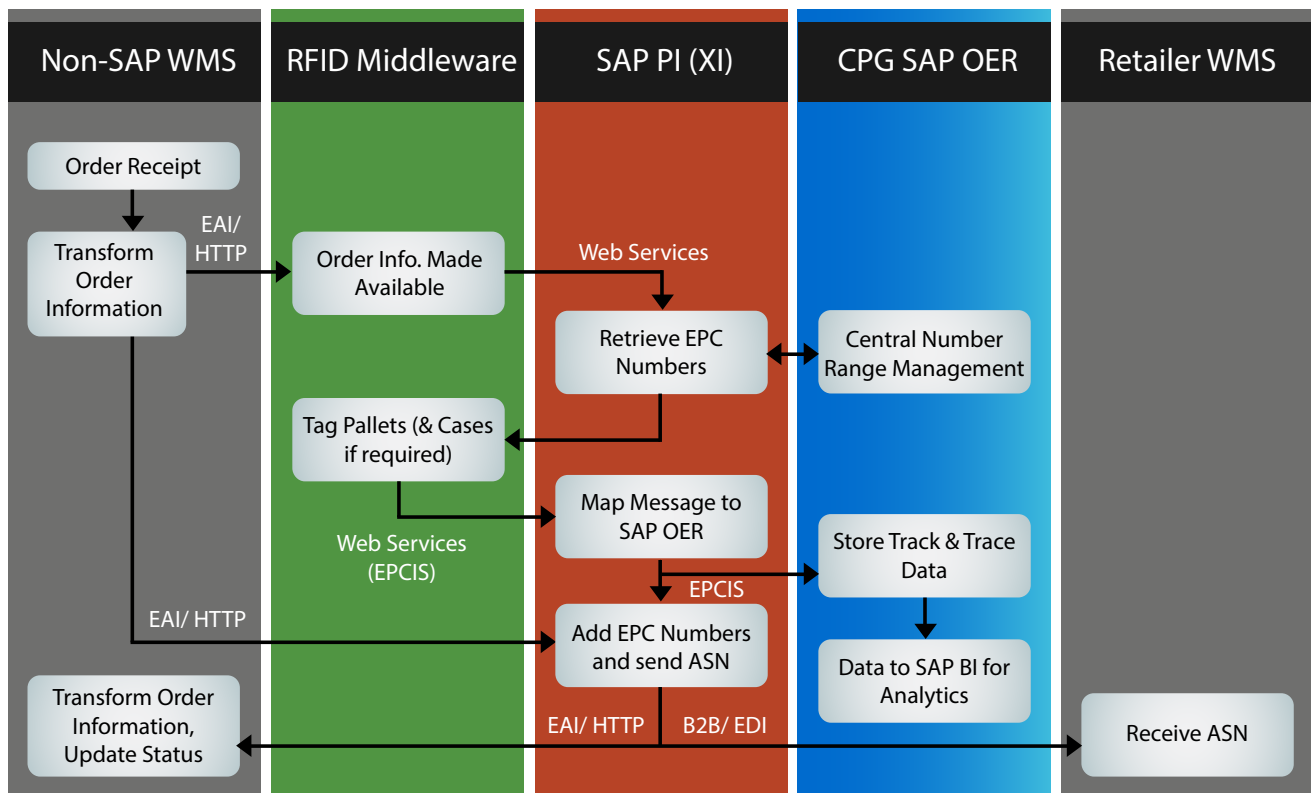 Non-SAP WMS
RFID Middleware
SAP PI (XI)
CPG SAP OER
Retailer WMS
Order Receipt
EAI/
HTTP
Transform
Order
Information
Order Info. Made
Available
Web Services
Retrieve EPC
Numbers
Central Number
Range Management
Tag Pallets (& Cases
if required)
Map Message to
SAP OER
Web Services
(EPCIS)
Store Track & Trace
Data
EPCIS
EAI/ HTTP
Add EPC Numbers
and send ASN
Data to SAP BI for
Analytics
Transform Order
Information,
Update Status
EAI/ HTTP
B2B/ EDI
Receive ASN